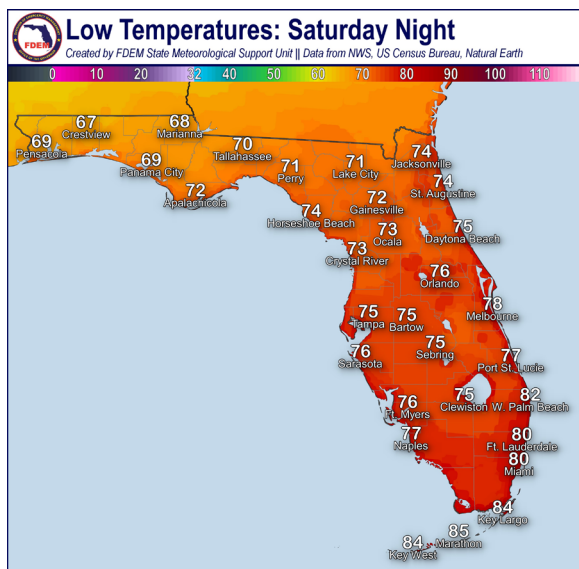 FDEM
Low Temperatures: Saturday Night
Created by FDEM State Meteorological Support Unit || Data from NWS, US Census Bureau, Natural Earth
0 10 20 32 40 50 60 70 80 90 100 110
67
Crestview
68
Marianna
69
Pensacola
70
Tallahassee
69
Panama City
71
Perry
71
Lake City
74
Jacksonville
72
Apalachicola
74
St. Augustine
72
Gainesville
74
Horseshoe Beach
73
Ocala
75
Daytona Beach
73
Crystal River
76
Orlando
78
Melbourne
75
Tampa
75
Bartow
76
Sarasota
75
Sebring
77
Port St. Lucie
76
Ft. Myers
75
Clewiston
82
W. Palm Beach
77
Naples
80
Ft. Lauderdale
80
Miami
84
Key Largo
85
Marathon
84
Key West